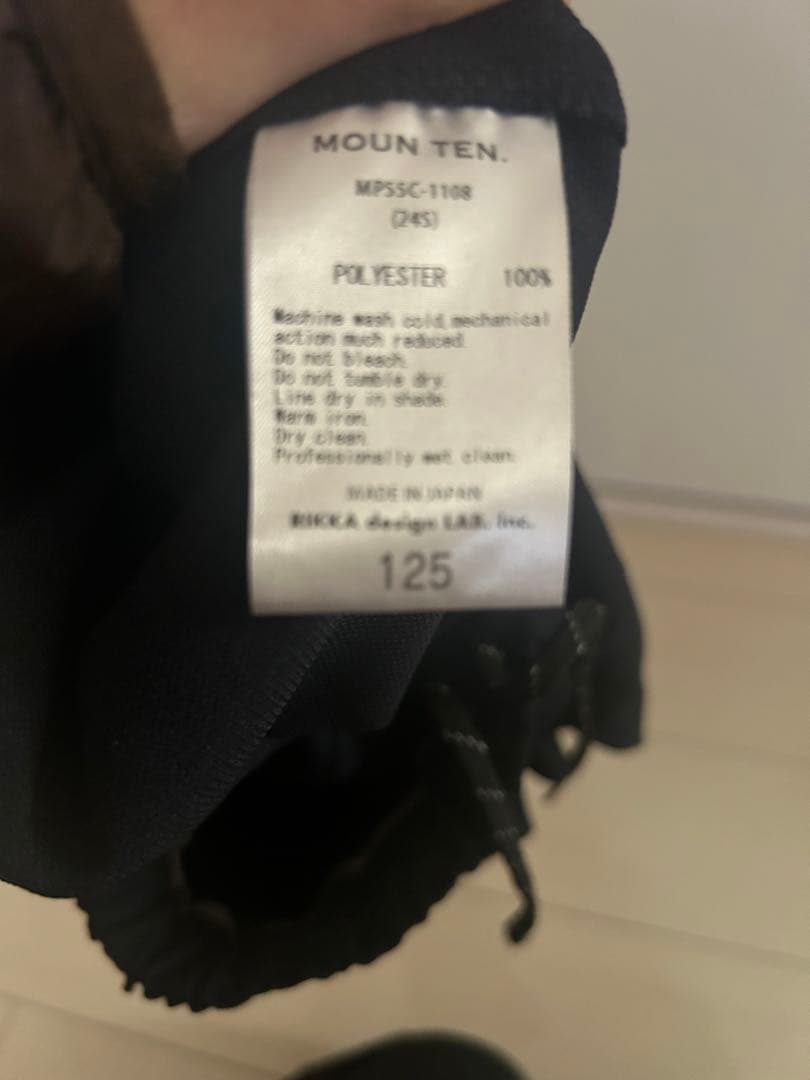 MOUN TEN.
MP55C-1108
(24S)
POLYESTER 100%
Machine wash cold, mechanical
action much reduced.
Do not bleach.
Do not tumble dry.
Line dry in shade.
Warm iron.
Dry clean.
Professionally wet clean.
MADE IN JAPAN
RIKKA design LAB. Inc.
125